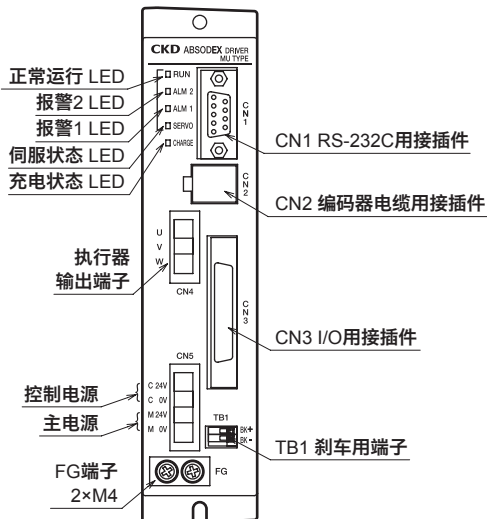 CKD ABSODEX DRIVER
MU TYPE
正常运行 LED
RUN
报警2 LED
ALM 2
报警1 LED
ALM 1
伺服状态 LED
SERVO
充电状态 LED
CHARGE
CN1
CN1 RS-232C用接插件
CN2
CN2 编码器电缆用接插件
U
V
W
执行器
输出端子
CN4
CN3
CN3 I/O用接插件
CN5
控制电源
C 24V
C 0V
主电源
M 24V
M 0V
TB1
BK+
BK-
TB1 刹车用端子
FG端子
2×M4
FG